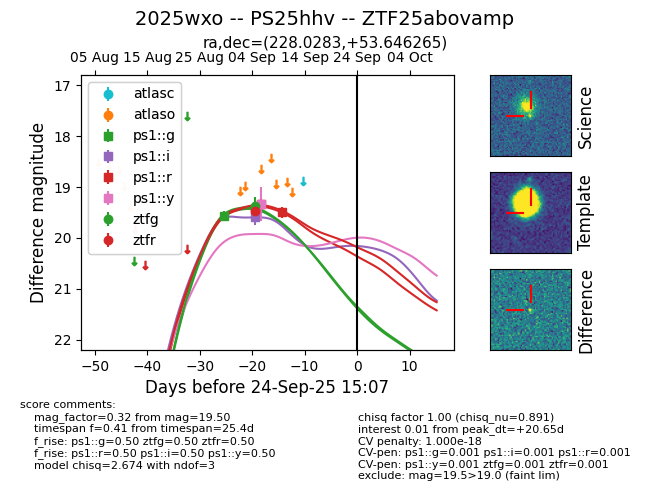 2025wxo -- PS25hhv -- ZTF25abovamp
ra,dec=(228.0283,+53.646265)
05 Aug 15 Aug 25 Aug 04 Sep 14 Sep 24 Sep 04 Oct
atlasc
atlaso
ps1::g
ps1::i
ps1::r
ps1::y
ztfg
ztfr
17
18
19
20
21
22
Difference magnitude
−50 −40 −30 −20 −10 0 10
Days before 24-Sep-25 15:07
Science
Template
Difference
score comments:
mag_factor=0.32 from mag=19.50
timespan f=0.41 from timespan=25.4d
f_rise: ps1::g=0.50 ztfg=0.50 ztfr=0.50
f_rise: ps1::r=0.50 ps1::i=0.50 ps1::y=0.50
model chisq=2.674 with ndof=3
chisq factor 1.00 (chisq_nu=0.891)
interest 0.01 from peak_dt=+20.65d
CV penalty: 1.000e-18
CV-pen: ps1::g=0.001 ps1::i=0.001 ps1::r=0.001
CV-pen: ps1::y=0.001 ztfg=0.001 ztfr=0.001
exclude: mag=19.5>19.0 (faint lim)